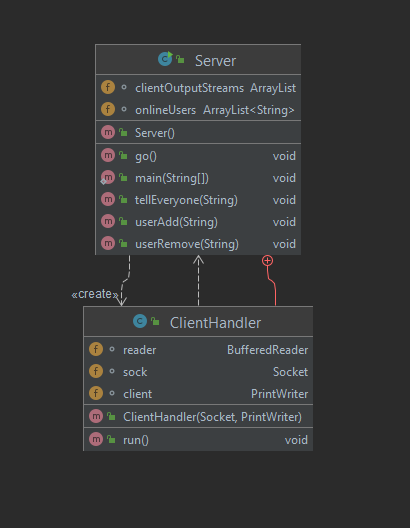 Server
clientOutputStreams ArrayList
onlineUsers ArrayList<String>
Server()
go() void
main(String[]) void
tellEveryone(String) void
userAdd(String) void
userRemove(String) void
«create»
ClientHandler
reader BufferedReader
sock Socket
client PrintWriter
ClientHandler(Socket, PrintWriter)
run() void